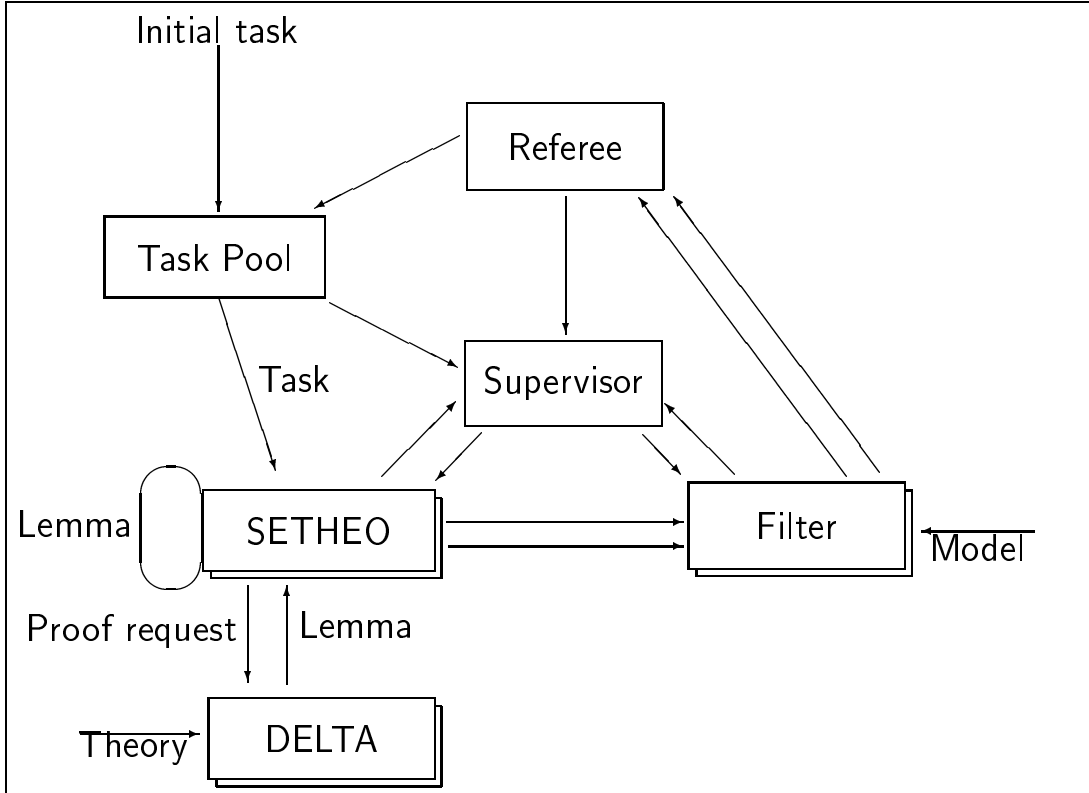 Initial task
Referee
Task Pool
Task
Supervisor
Lemma
SETHEO
Filter
Model
Proof request
Lemma
Theory
DELTA